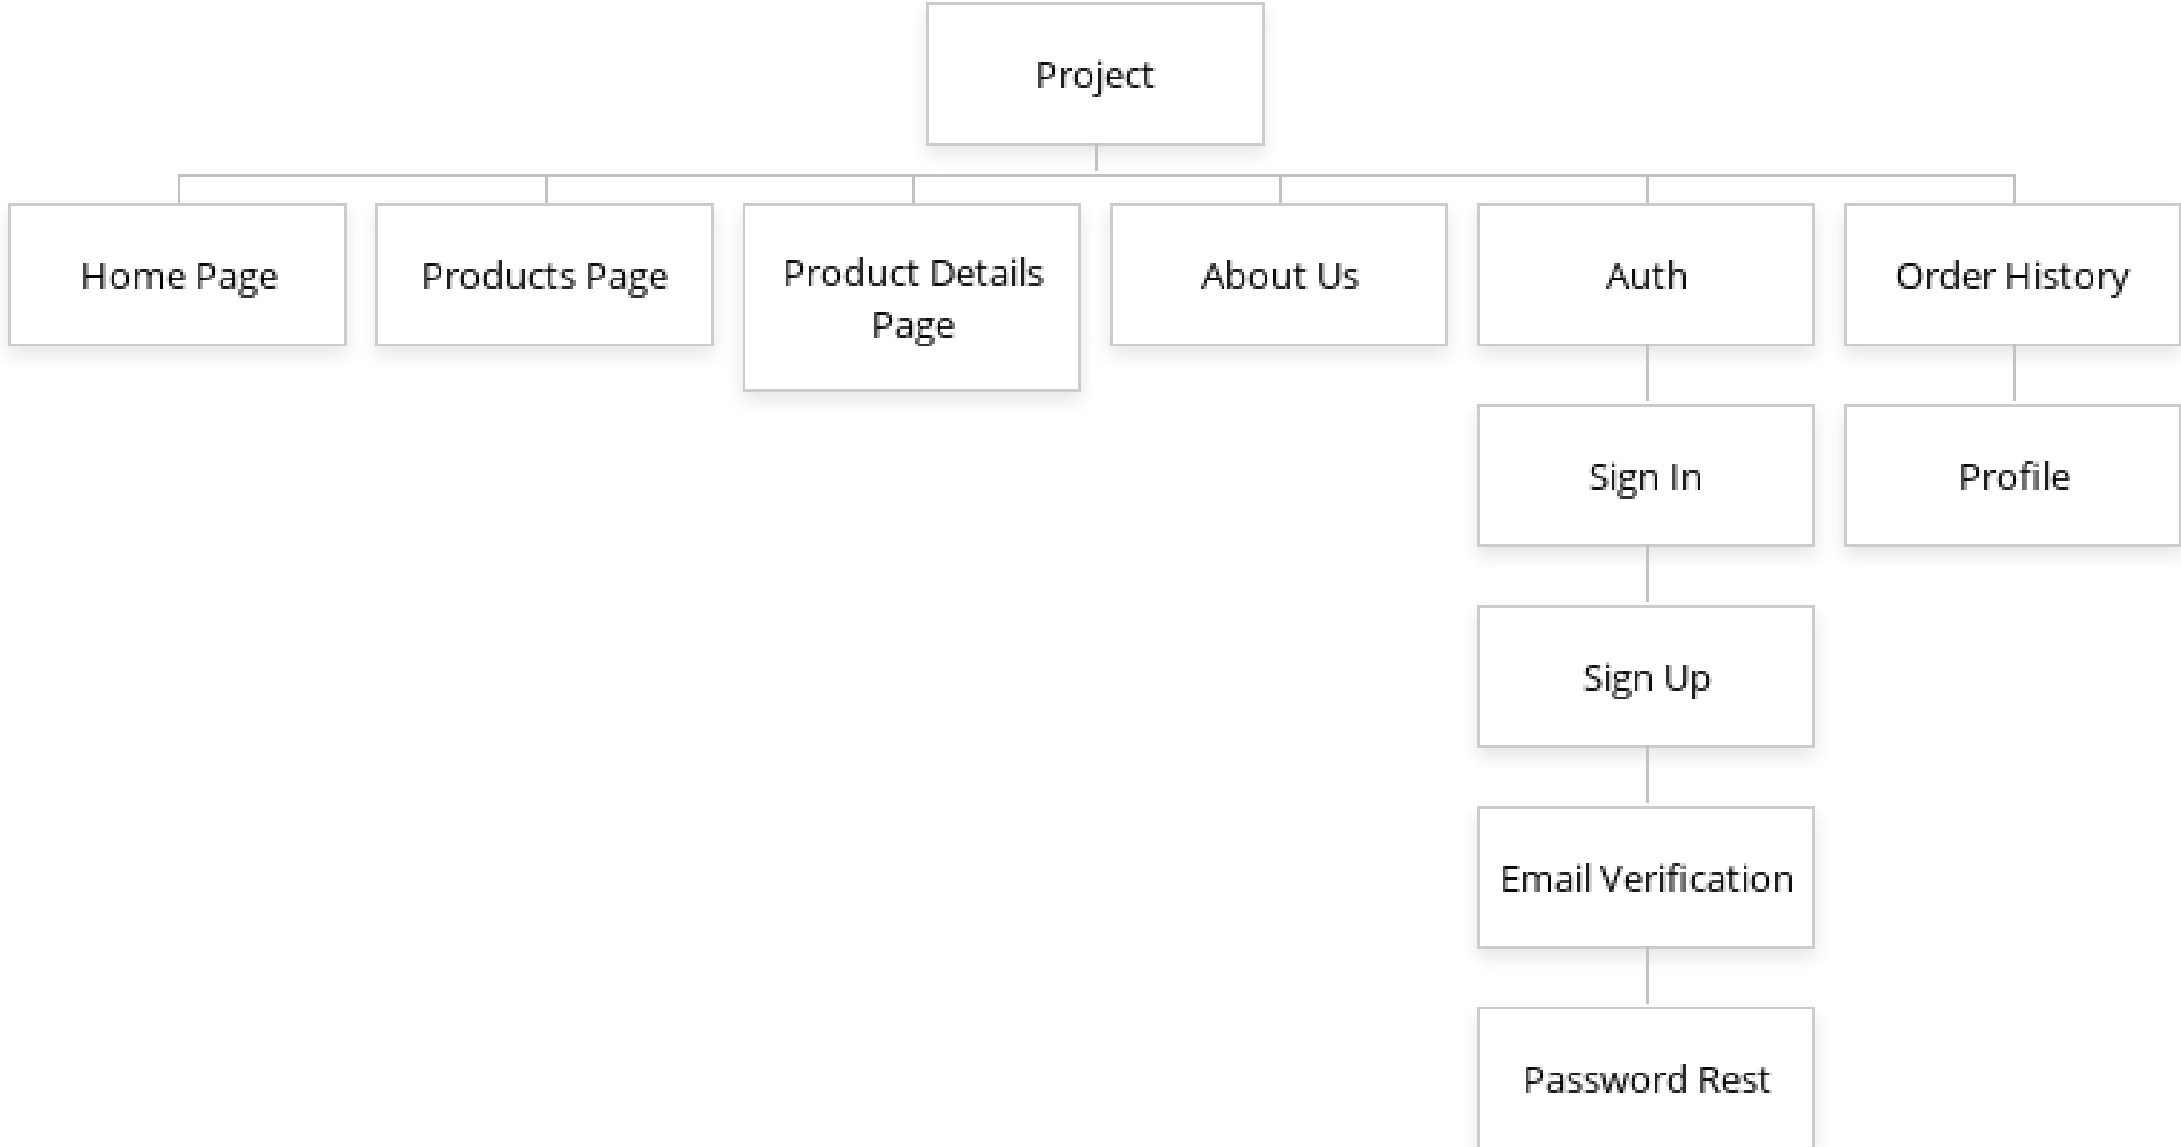 Project
Home Page
Products Page
Product Details
Page
About Us
Auth
Order History
Sign In
Profile
Sign Up
Email Verification
Password Rest